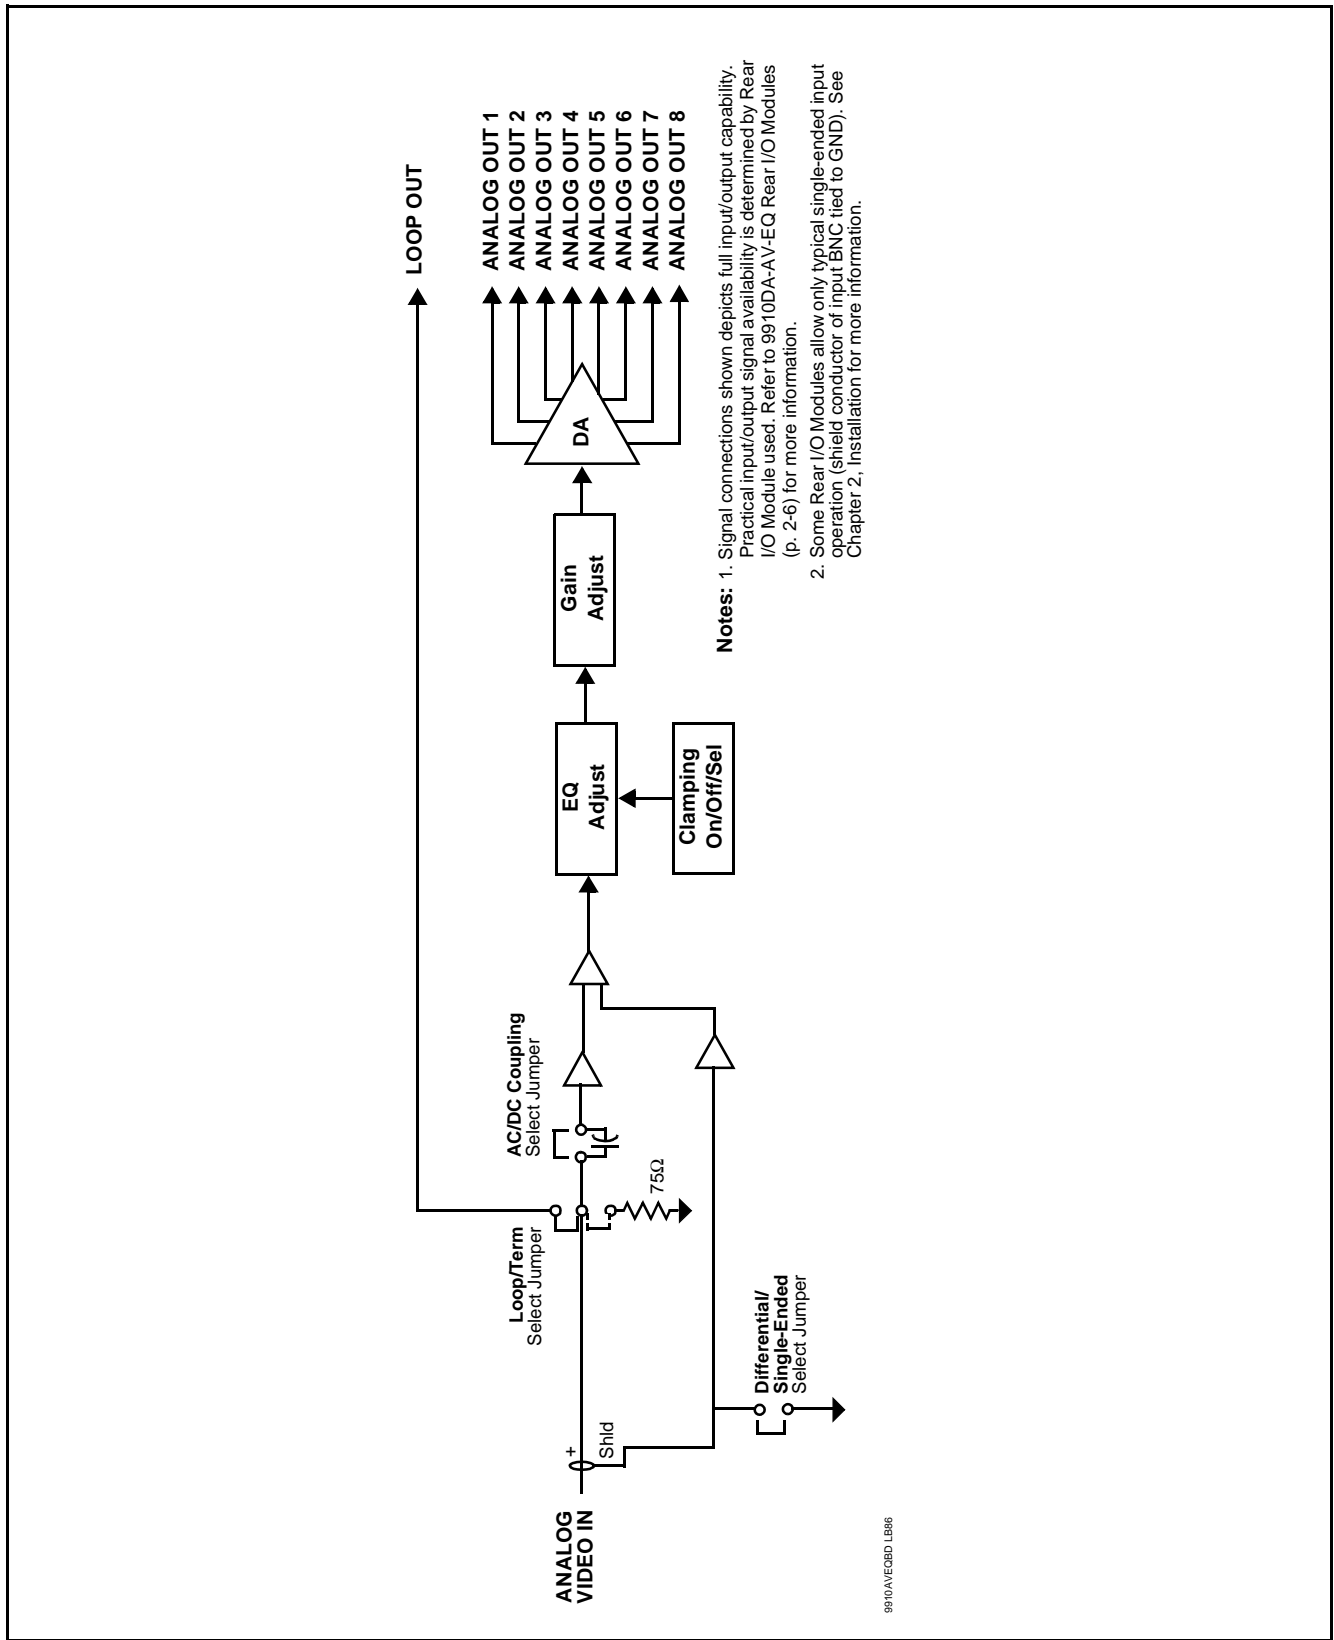 LOOP OUT
ANALOG OUT 1
ANALOG OUT 2
ANALOG OUT 3
ANALOG OUT 4
ANALOG OUT 5
ANALOG OUT 6
ANALOG OUT 7
ANALOG OUT 8
DA
Gain
Adjust
EQ
Adjust
Clamping
On/Off/Sel
AC/DC Coupling
Select Jumper
Loop/Term
Select Jumper
75Ω
Differential/
Single-Ended
Select Jumper
+
Shld
ANALOG
VIDEO IN
Notes: 1. Signal connections shown depicts full input/output capability.
Practical input/output signal availability is determined by Rear
I/O Module used. Refer to 9910DA-AV-EQ Rear I/O Modules
(p. 2-6) for more information.
2. Some Rear I/O Modules allow only typical single-ended input
operation (shield conductor of input BNC tied to GND). See
Chapter 2, Installation for more information.
9910AVEQBD LB86